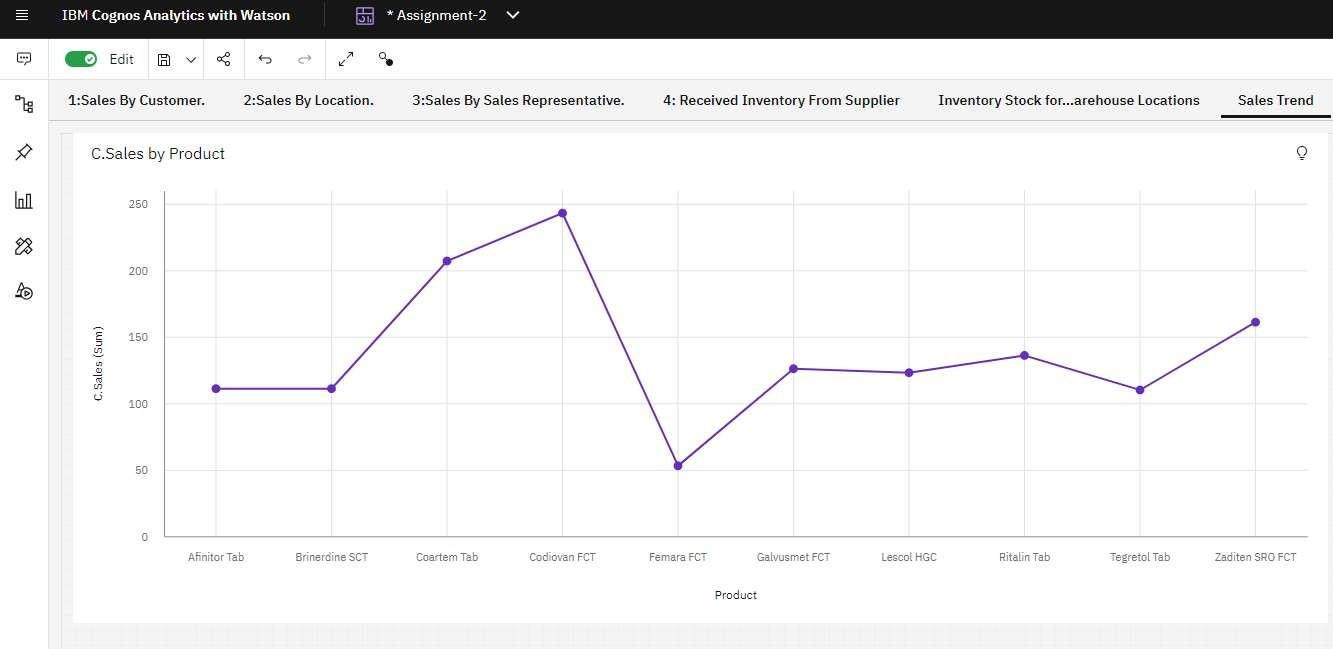 IBM Cognos Analytics with Watson
* Assignment-2
Edit
1:Sales By Customer.
2:Sales By Location.
3:Sales By Sales Representative.
4: Received Inventory From Supplier
Inventory Stock for...arehouse Locations
Sales Trend
C.Sales by Product
C.Sales (Sum)
250
200
150
100
50
0
Afinitor Tab
Brinerdine SCT
Coartem Tab
Codiovan FCT
Femara FCT
Galvusmet FCT
Lescol HGC
Ritalin Tab
Tegretol Tab
Zaditen SRO FCT
Product